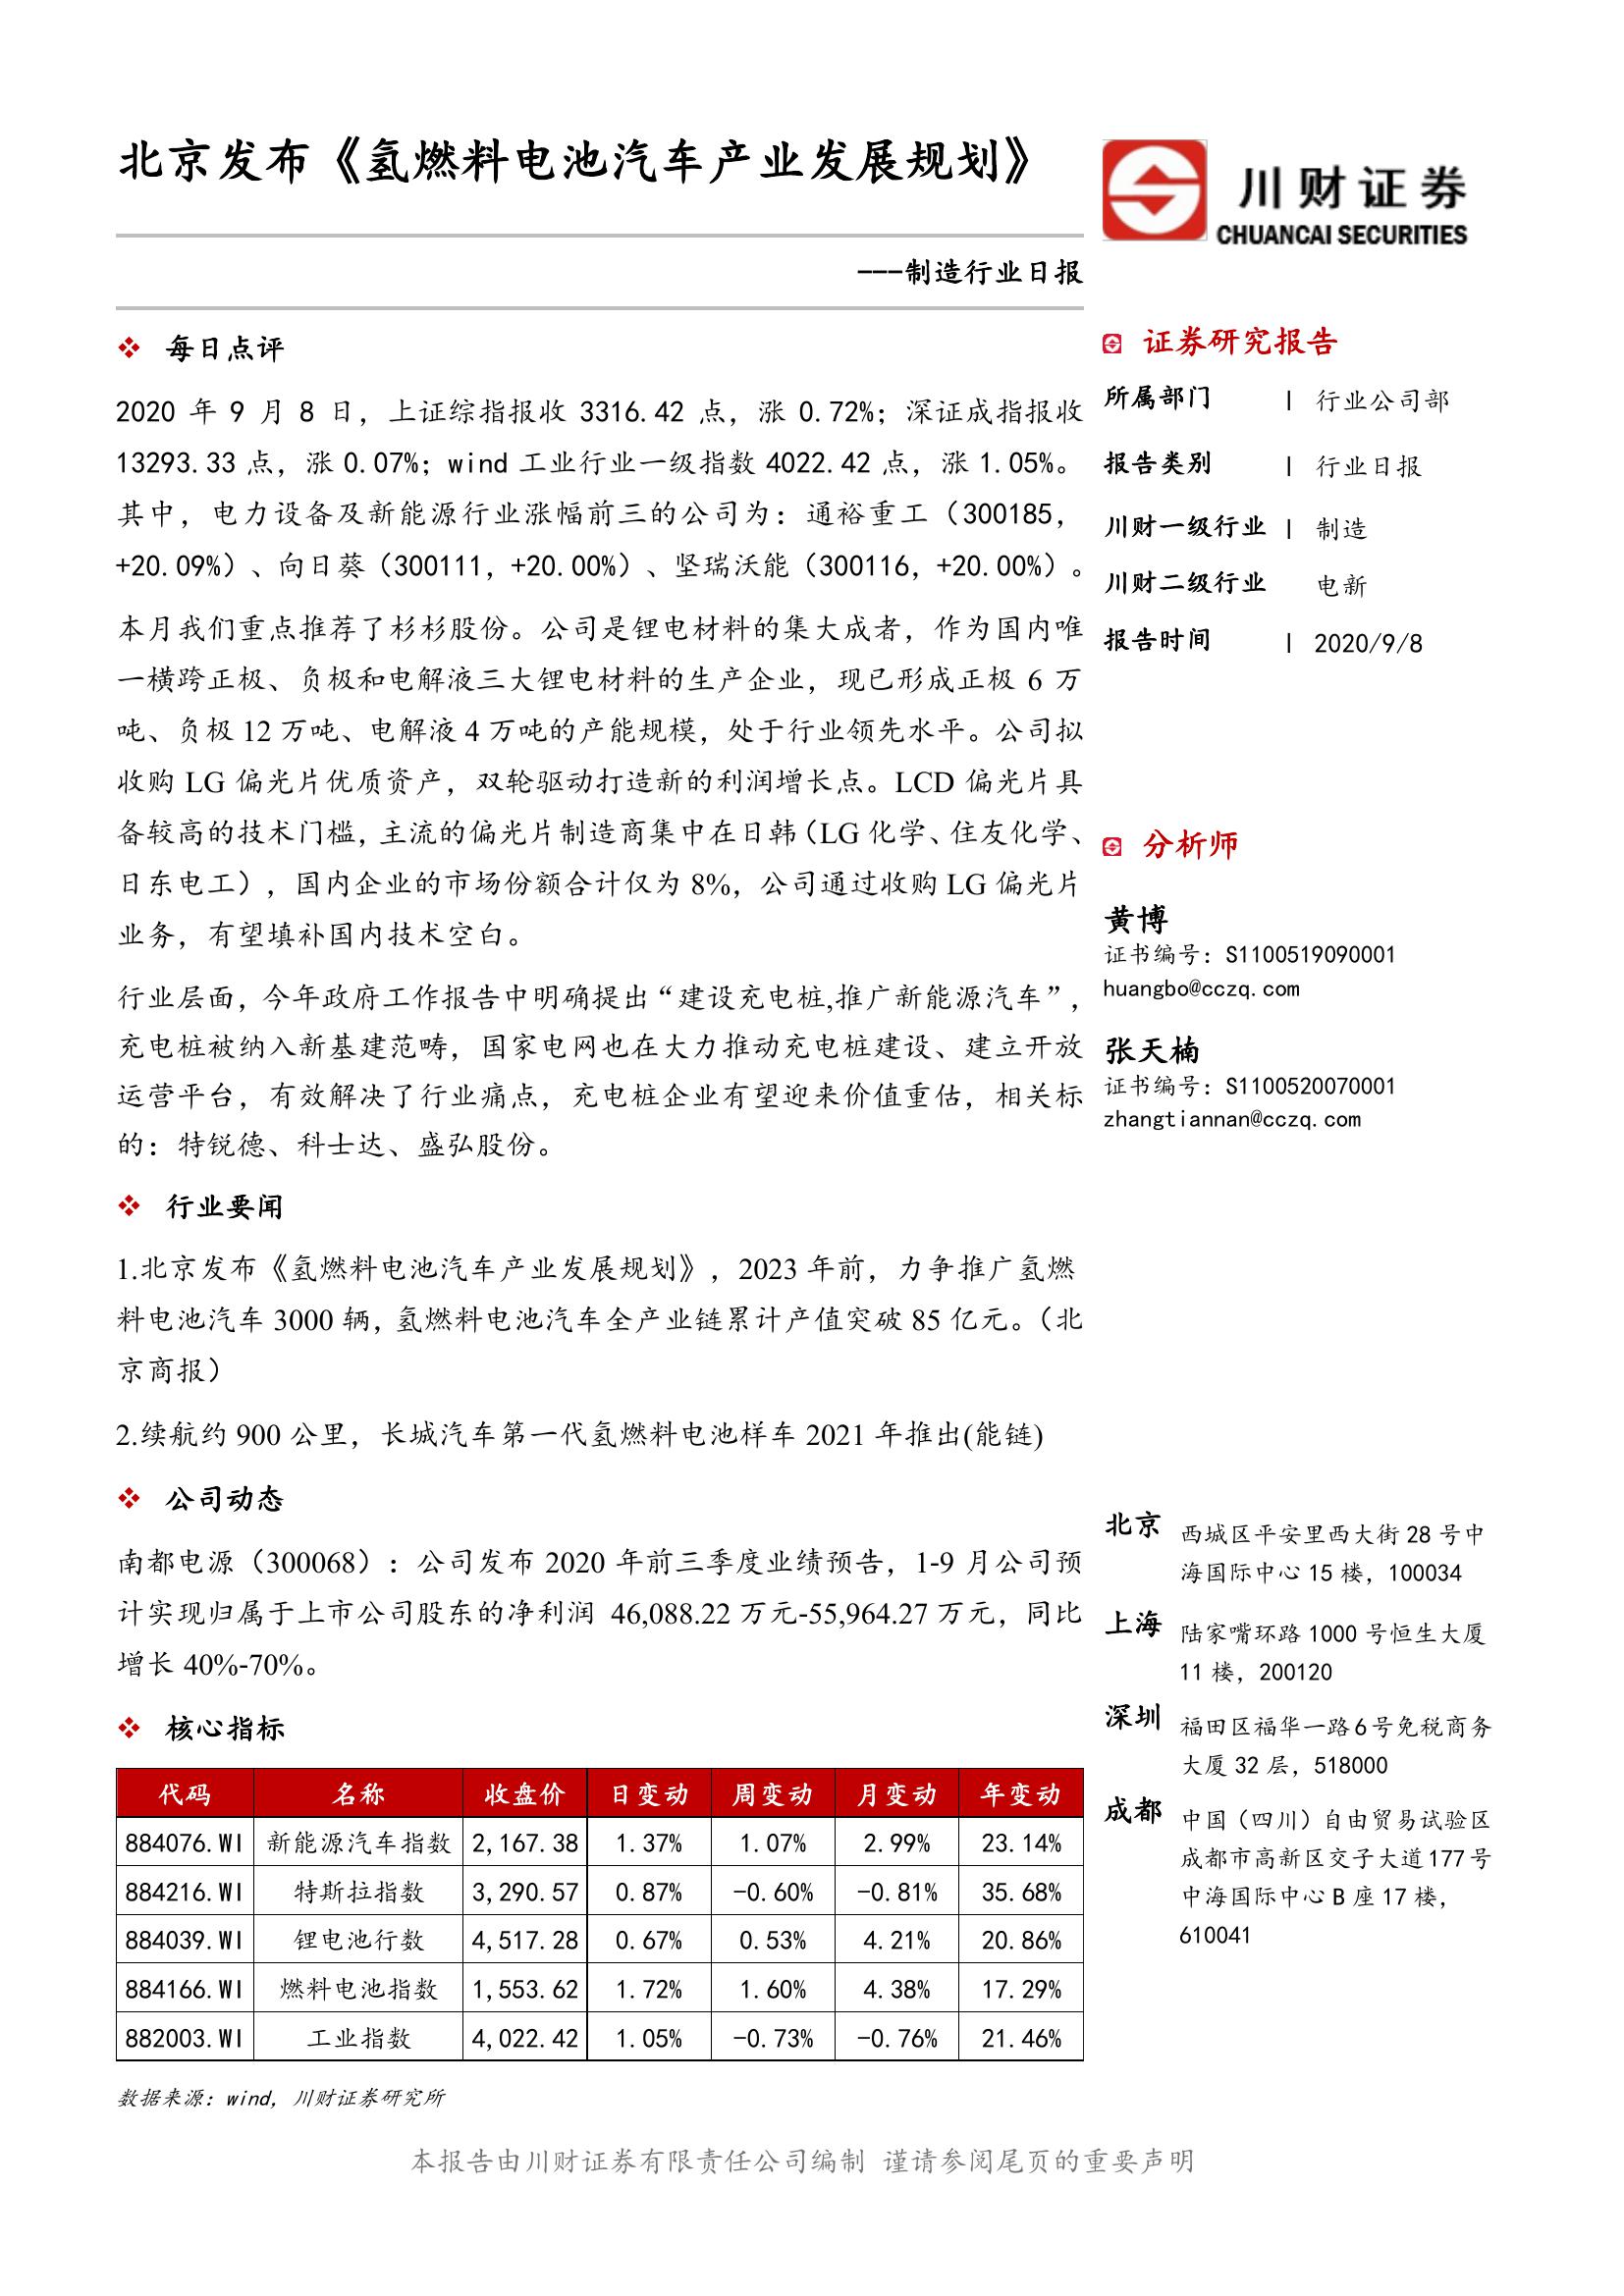 北京发布《氢燃料电池汽车产业发展规划》
---制造行业日报
川财证券
CHUANCAI SECURITIES
每日点评
2020 年 9 月 8 日，上证综指报收 3316.42 点，涨 0.72%；深证成指报收
13293.33 点，涨 0.07%；wind 工业行业一级指数 4022.42 点，涨 1.05%。
其中，电力设备及新能源行业涨幅前三的公司为：通裕重工（300185，
+20.09%）、向日葵（300111，+20.00%）、坚瑞沃能（300116，+20.00%）。
本月我们重点推荐了杉杉股份。公司是锂电材料的集大成者，作为国内唯
一横跨正极、负极和电解液三大锂电材料的生产企业，现已形成正极 6 万
吨、负极 12 万吨、电解液 4 万吨的产能规模，处于行业领先水平。公司拟
收购 LG 偏光片优质资产，双轮驱动打造新的利润增长点。LCD 偏光片具
备较高的技术门槛，主流的偏光片制造商集中在日韩（LG 化学、住友化学、
日东电工），国内企业的市场份额合计仅为 8%，公司通过收购 LG 偏光片
业务，有望填补国内技术空白。
行业层面，今年政府工作报告中明确提出“建设充电桩,推广新能源汽车”，
充电桩被纳入新基建范畴，国家电网也在大力推动充电桩建设、建立开放
运营平台，有效解决了行业痛点，充电桩企业有望迎来价值重估，相关标
的：特锐德、科士达、盛弘股份。
行业要闻
1.北京发布《氢燃料电池汽车产业发展规划》，2023 年前，力争推广氢燃
料电池汽车 3000 辆，氢燃料电池汽车全产业链累计产值突破 85 亿元。（北
京商报）
2.续航约 900 公里，长城汽车第一代氢燃料电池样车 2021 年推出(能链)
公司动态
南都电源（300068）：公司发布 2020 年前三季度业绩预告，1-9 月公司预
计实现归属于上市公司股东的净利润 46,088.22 万元-55,964.27 万元，同比
增长 40%-70%。
核心指标
代码 名称 收盘价 日变动 周变动 月变动 年变动
884076.WI 新能源汽车指数 2,167.38 1.37% 1.07% 2.99% 23.14%
884216.WI 特斯拉指数 3,290.57 0.87% -0.60% -0.81% 35.68%
884039.WI 锂电池行数 4,517.28 0.67% 0.53% 4.21% 20.86%
884166.WI 燃料电池指数 1,553.62 1.72% 1.60% 4.38% 17.29%
882003.WI 工业指数 4,022.42 1.05% -0.73% -0.76% 21.46%
数据来源：wind，川财证券研究所
证券研究报告
所属部门 | 行业公司部
报告类别 | 行业日报
川财一级行业 | 制造
川财二级行业 电新
报告时间 | 2020/9/8
分析师
黄博
证书编号：S1100519090001
huangbo@cczq.com
张天楠
证书编号：S1100520070001
zhangtiannan@cczq.com
北京 西城区平安里西大街 28 号中
海国际中心 15 楼，100034
上海 陆家嘴环路 1000 号恒生大厦
11 楼，200120
深圳 福田区福华一路 6 号免税商务
大厦 32 层，518000
成都 中国（四川）自由贸易试验区
成都市高新区交子大道 177 号
中海国际中心 B 座 17 楼，
610041
本报告由川财证券有限责任公司编制 谨请参阅尾页的重要声明